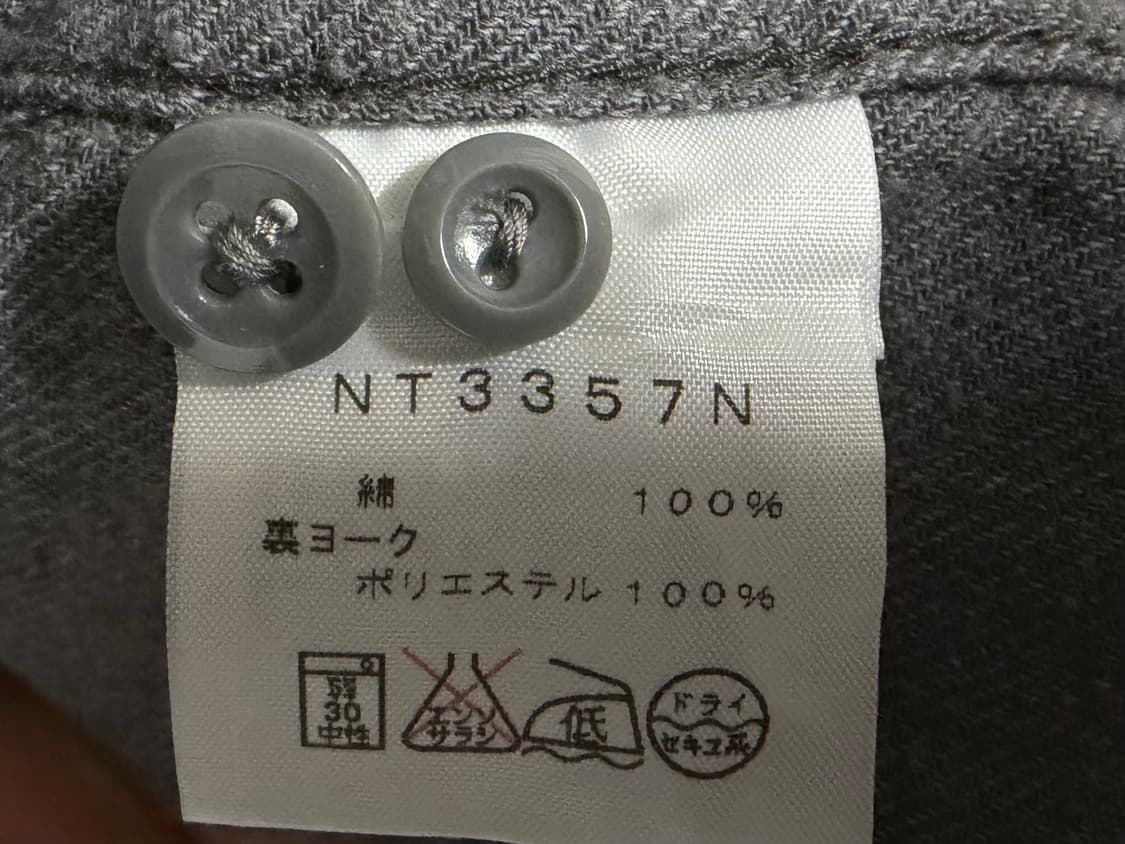 NT3357N
綿 100%
裏ヨーク
ポリエステル 100%
弱
30
中性
エンソ
サラシ
低
ドライ
セキユ系